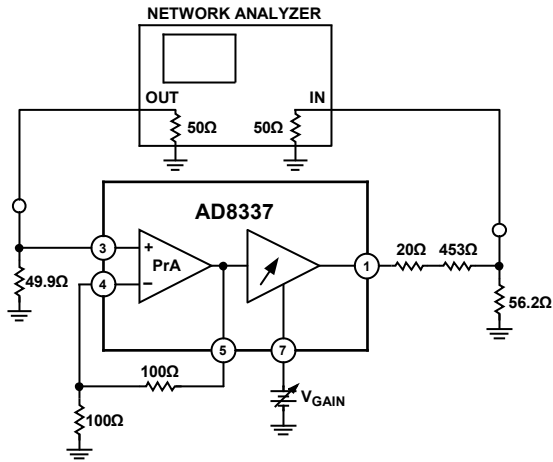 NETWORK ANALYZER
OUT
IN
50Ω
50Ω
AD8337
49.9Ω
3
+
PrA
4
−
1
20Ω
453Ω
56.2Ω
5
7
100Ω
100Ω
VGAIN